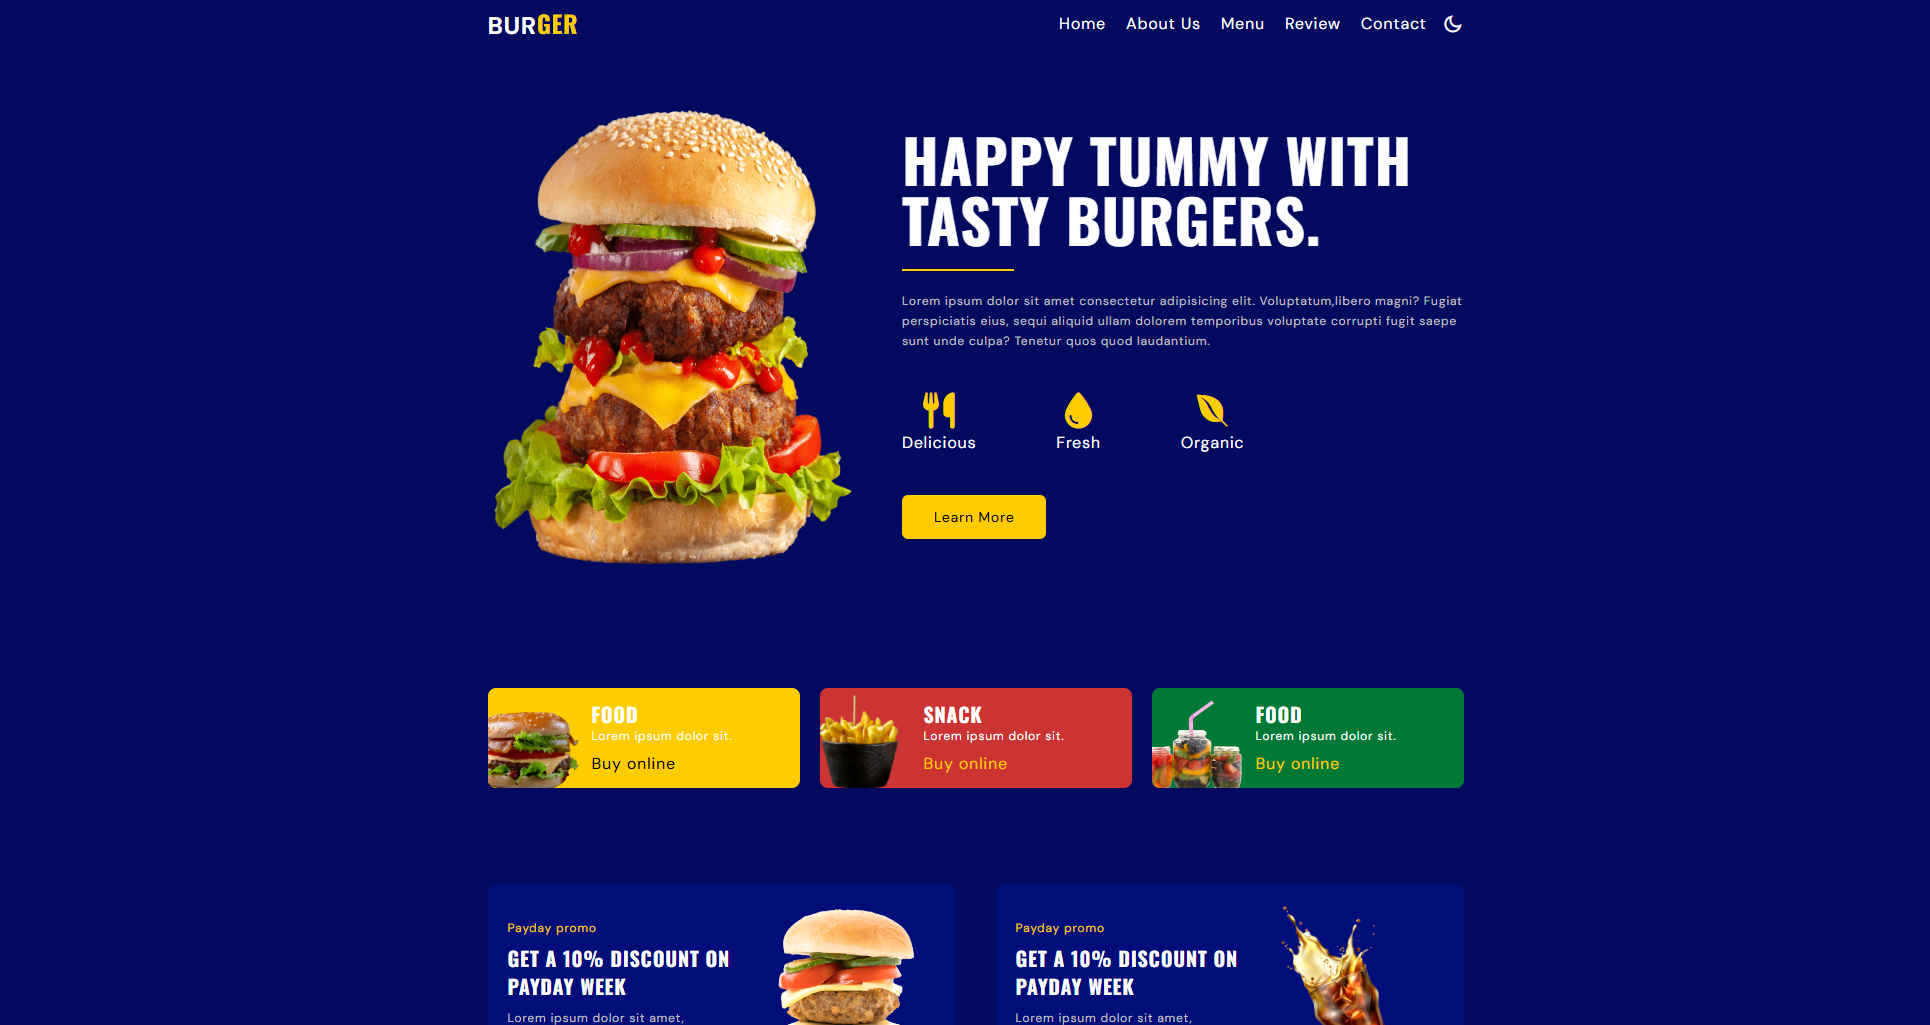 BURGER
Home About Us Menu Review Contact
HAPPY TUMMY WITH
TASTY BURGERS.
Lorem ipsum dolor sit amet consectetur adipisicing elit. Voluptatum,libero magni? Fugiat
perspiciatis eius, sequi aliquid ullam dolorem temporibus voluptate corrupti fugit saepe
sunt unde culpa? Tenetur quos quod laudantium.
Delicious Fresh Organic
Learn More
FOOD
Lorem ipsum dolor sit.
Buy online
SNACK
Lorem ipsum dolor sit.
Buy online
FOOD
Lorem ipsum dolor sit.
Buy online
Payday promo
GET A 10% DISCOUNT ON
PAYDAY WEEK
Lorem ipsum dolor sit amet,
Payday promo
GET A 10% DISCOUNT ON
PAYDAY WEEK
Lorem ipsum dolor sit amet,